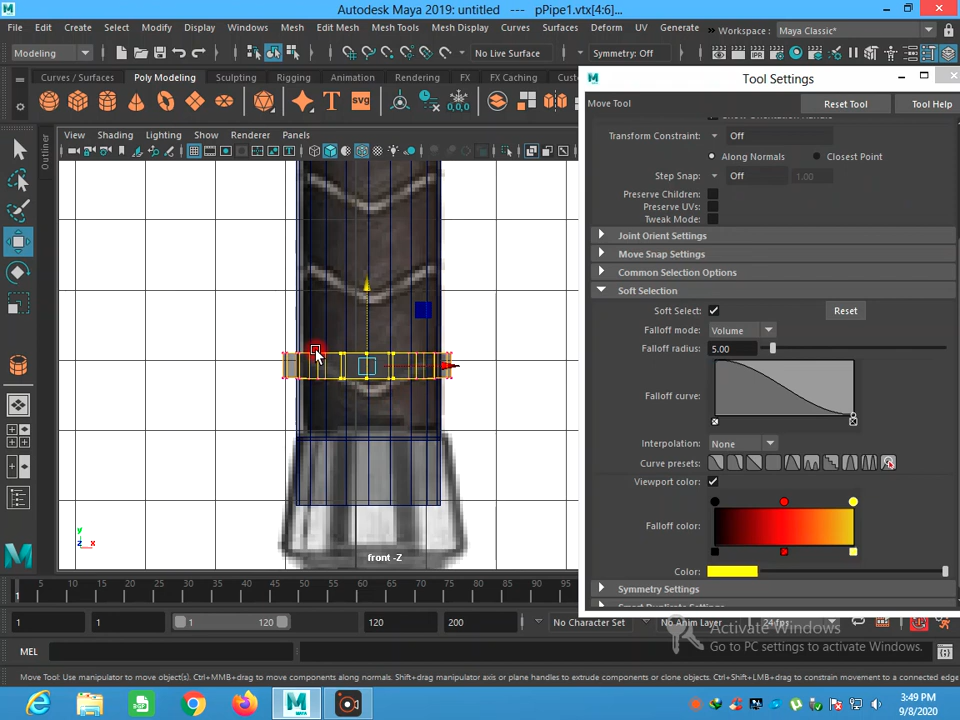 Autodesk Maya 2019: untitled --- pPipe1.vtx[4:6]...
File Edit Create Select Modify Display Windows Mesh Edit Mesh Mesh Tools Mesh Display Curves Surfaces Deform UV Generate Workspace : Maya Classic*
Modeling No Live Surface Symmetry: Off
Curves / Surfaces Poly Modeling Sculpting Rigging Animation Rendering FX FX Caching
Tool Settings
Move Tool Reset Tool Tool Help
Outliner
View Shading Lighting Show Renderer Panels
Transform Constraint: Off
Along Normals Closest Point
Step Snap: Off 1.00
Preserve Children:
Preserve UVs:
Tweak Mode:
Joint Orient Settings
Move Snap Settings
Common Selection Options
Soft Selection
Soft Select: Reset
Falloff mode: Volume
Falloff radius: 5.00
Falloff curve:
Interpolation: None
Curve presets:
Viewport color:
Falloff color:
Color:
Symmetry Settings
front -Z
y
z x
5 10 15 20 25 30 35 40 45 50 55 60 65 70 75 80 85 90 95
1
1 1 1 120 120 200 No Character Set No Anim Layer 24 fps
Activate Windows
Go to PC settings to activate Windows.
MEL
Move Tool: Use manipulator to move object(s). Ctrl+MMB+drag to move components along normals. Shift+drag manipulator axis or plane handles to extrude components or clone objects. Ctrl+Shift+drag to constrain movement to a connected edge
3:49 PM
9/8/2020